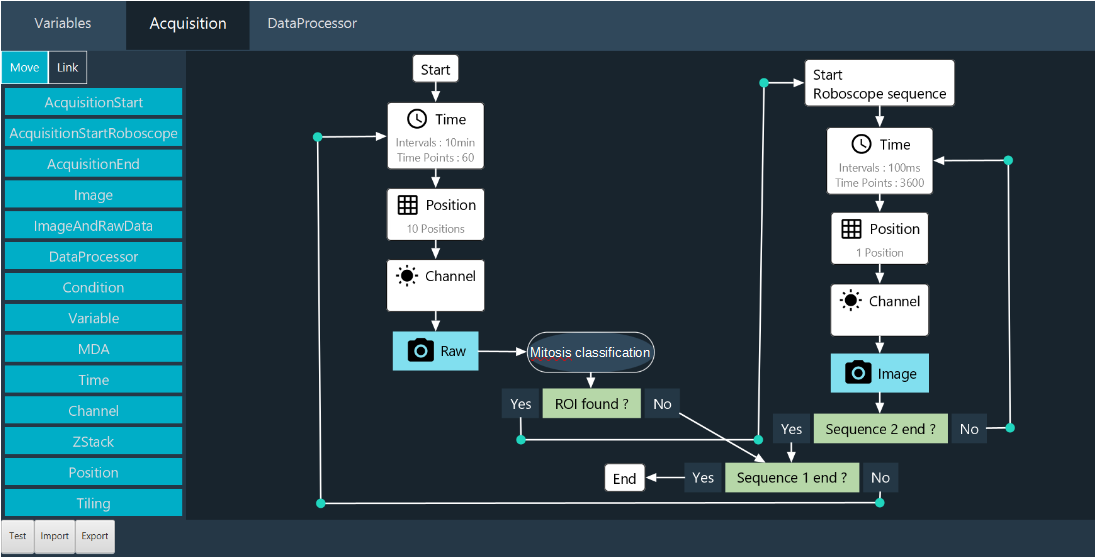 Variables
Acquisition
DataProcessor
Move
Link
AcquisitionStart
AcquisitionStartRoboscope
AcquisitionEnd
Image
ImageAndRawData
DataProcessor
Condition
Variable
MDA
Time
Channel
ZStack
Position
Tiling
Test
Import
Export
Start
Time
Intervals : 10min
Time Points : 60
Position
10 Positions
Channel
Raw
Mitosis classification
Yes
ROI found ?
No
Start
Roboscope sequence
Time
Intervals : 100ms
Time Points : 3600
Position
1 Position
Channel
Image
Yes
Sequence 2 end ?
No
End
Yes
Sequence 1 end ?
No